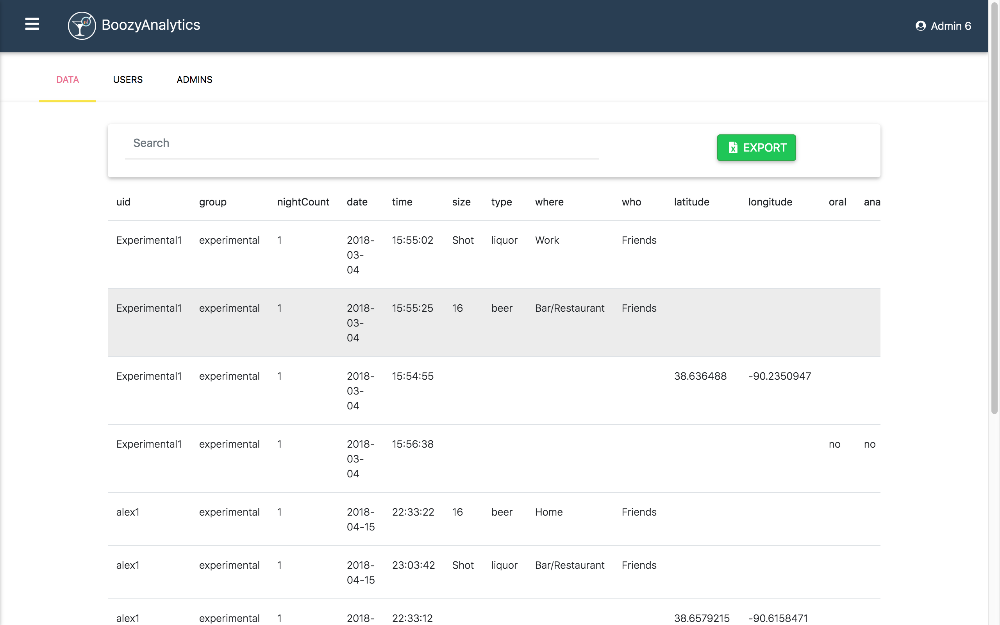 BoozyAnalytics
Admin 6
DATA USERS ADMINS
Search
EXPORT
uid group nightCount date time size type where who latitude longitude oral ana
Experimental1 experimental 1 2018- 15:55:02 Shot liquor Work Friends
03-
04
Experimental1 experimental 1 2018- 15:55:25 16 beer Bar/Restaurant Friends
03-
04
Experimental1 experimental 1 2018- 15:54:55 38.636488 -90.2350947
03-
04
Experimental1 experimental 1 2018- 15:56:38 no no
03-
04
alex1 experimental 1 2018- 22:33:22 16 beer Home Friends
04-15
alex1 experimental 1 2018- 23:03:42 Shot liquor Bar/Restaurant Friends
04-15
alex1 experimental 1 2018- 22:33:12 38.6579215 -90.6158471